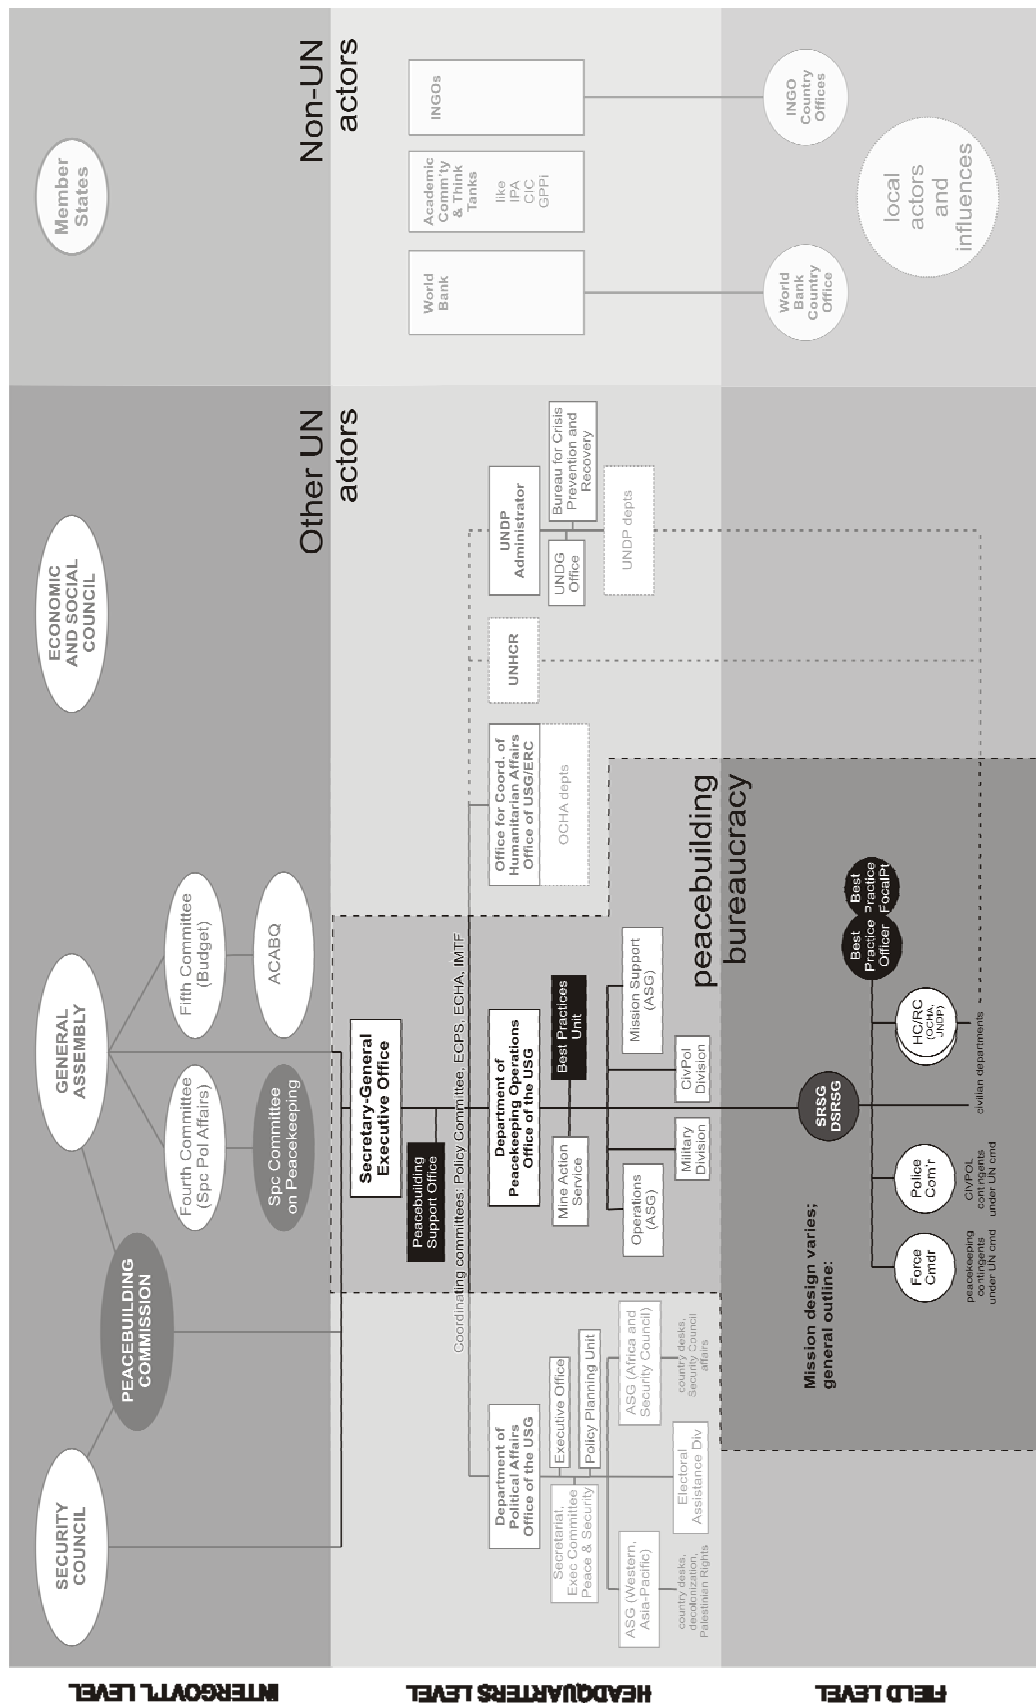 INTERGOVT'L LEVEL
SECURITY
COUNCIL
PEACEBUILDING
COMMISSION
GENERAL
ASSEMBLY
Fourth Committee
(Spc Pol Affairs)
Spc Committee
on Peacekeeping
Fifth Committee
(Budget)
ACABQ
ECONOMIC
AND SOCIAL
COUNCIL
Member
States
Other UN
actors
Non-UN
actors
HEADQUARTERS LEVEL
Secretary-General
Executive Office
Peacebuilding
Support Office
Coordinating committees: Policy Committee, ECPS, ECHA, IMTF
Department of
Political Affairs
Office of the USG
Executive Office
Secretariat,
Exec Committee
Peace & Security
Policy Planning Unit
ASG (Western,
Asia-Pacific)
ASG (Africa and
Security Council)
country desks,
decolonization,
Palestinian Rights
Electoral
Assistance Div
country desks,
Security Council
affairs
Department of
Peacekeeping Operations
Office of the USG
Mine Action
Service
Best Practices
Unit
Operations
(ASG)
Mission Support
(ASG)
Military
Division
CivPol
Division
Office for Coord. of
Humanitarian Affairs
Office of USG/ERC
OCHA depts
UNHCR
UNDP
Administrator
UNDG
Office
Bureau for Crisis
Prevention and
Recovery
UNDP depts
World
Bank
Academic
Comm'ty
& Think
Tanks
like
IPA
CIC
GPPi
INGOs
peacebuilding
bureaucracy
FIELD LEVEL
Mission design varies;
general outline:
SRSG
DSRSG
Force
Cmdr
peacekeeping
contingents
under UN cmd
Police
Com'r
CivPOL
contingents
under UN cmd
civilian departments
HC/RC
(OCHA,
JNDP)
Best
Practice
Officer
Best
Practice
FocalPt
World
Bank
Country
Office
INGO
Country
Offices
local
actors
and
influences